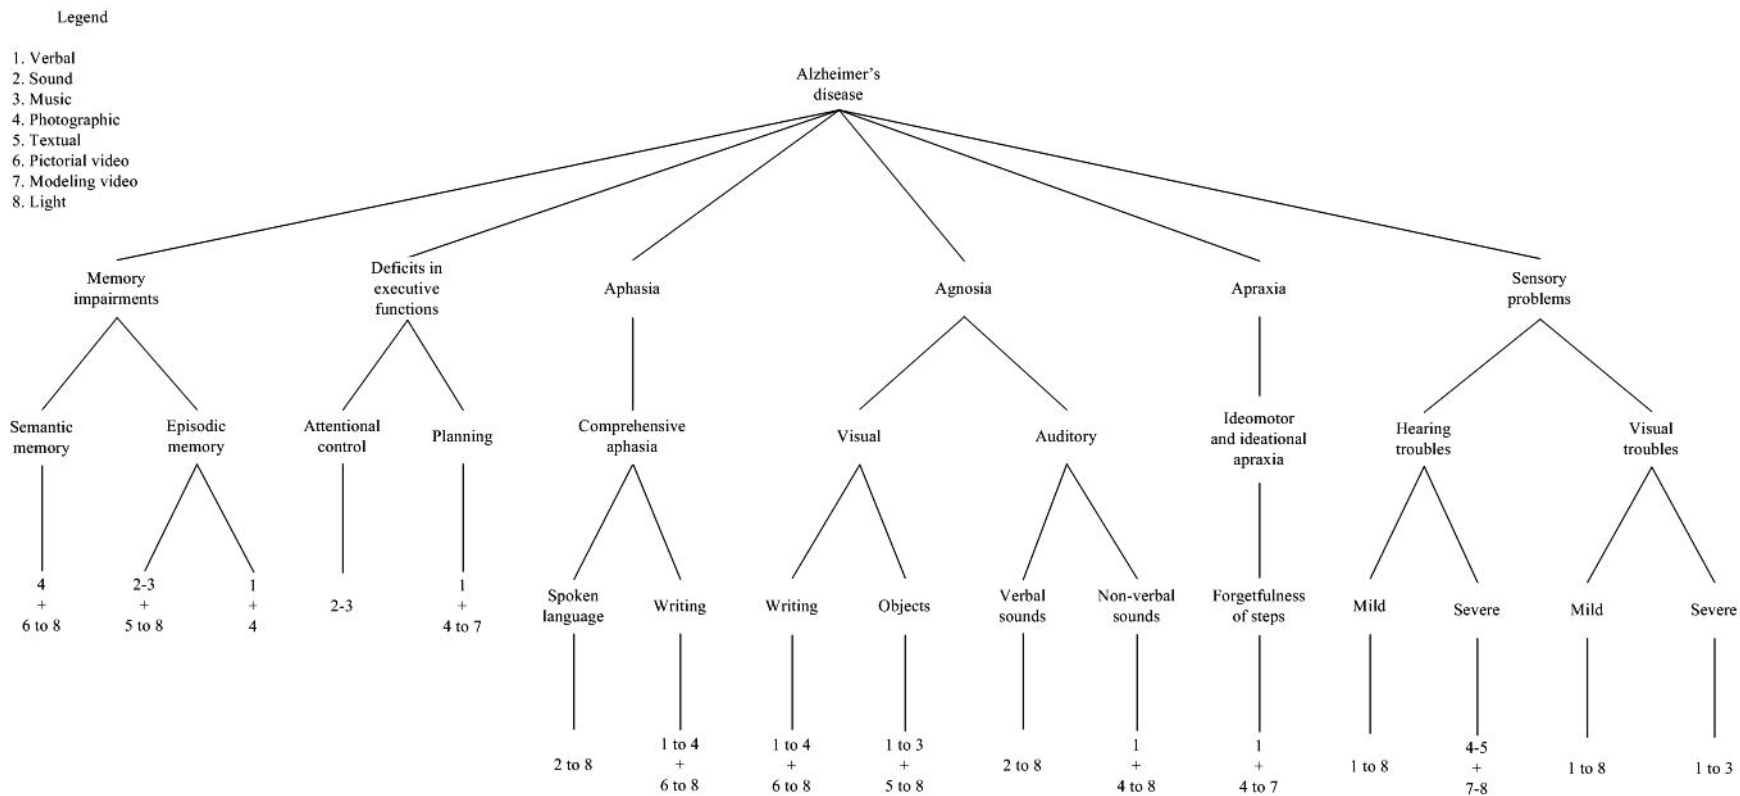 Legend
1. Verbal
2. Sound
3. Music
4. Photographic
5. Textual
6. Pictorial video
7. Modeling video
8. Light
Alzheimer's
disease
Memory
impairments
Deficits in
executive
functions
Aphasia
Agnosia
Apraxia
Sensory
problems
Semantic
memory
Episodic
memory
Attentional
control
Planning
Comprehensive
aphasia
Visual
Auditory
Ideomotor
and ideational
apraxia
Hearing
troubles
Visual
troubles
4
+
6 to 8
2-3
+
5 to 8
1
+
4
2-3
1
+
4 to 7
Spoken
language
Writing
Writing
Objects
Verbal
sounds
Non-verbal
sounds
Forgetfulness
of steps
Mild
Severe
Mild
Severe
2 to 8
1 to 4
+
6 to 8
1 to 4
+
6 to 8
1 to 3
+
5 to 8
2 to 8
1
+
4 to 8
1
+
4 to 7
1 to 8
4-5
+
7-8
1 to 8
1 to 3